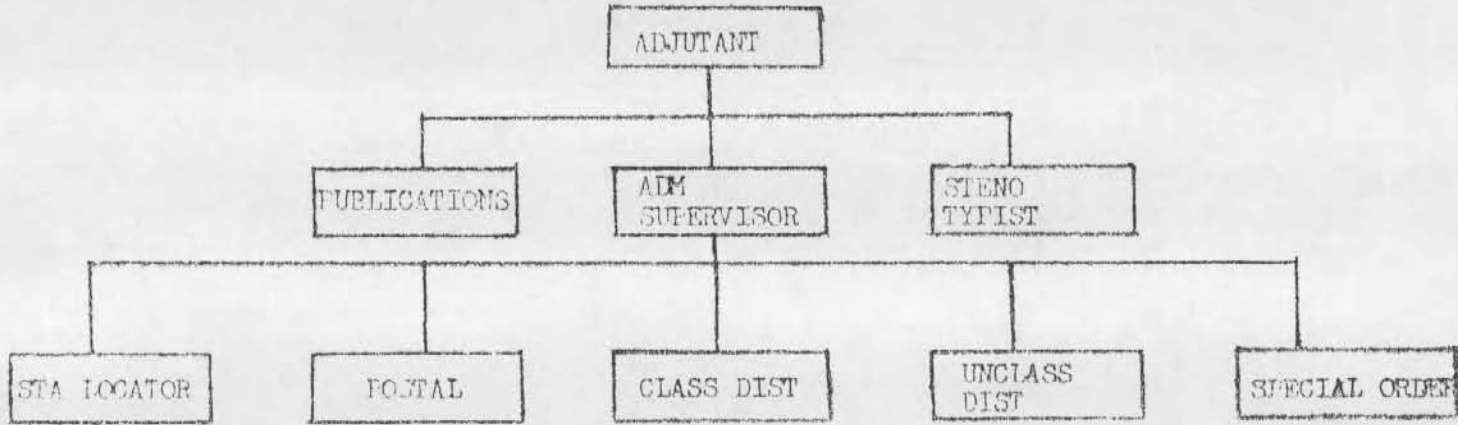 ADJUTANT
PUBLICATIONS
ADM
SUPERVISOR
STENO
TYPIST
STA LOCATOR
POSTAL
CLASS DIST
UNCLASS
DIST
SPECIAL ORDER